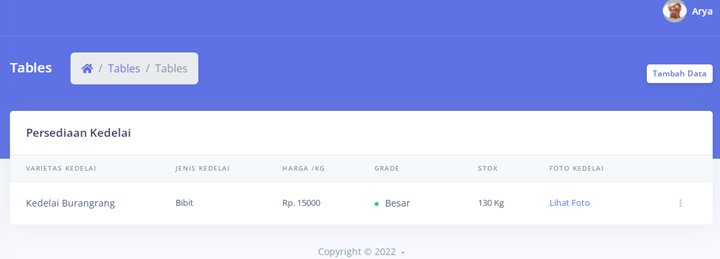 Arya
Tables / Tables / Tables
Tambah Data
Persediaan Kedelai
VARIETAS KEDELAI JENIS KEDELAI HARGA /KG GRADE STOK FOTO KEDELAI
Kedelai Burangrang Bibit Rp. 15000 Besar 130 Kg Lihat Foto
Copyright © 2022 -